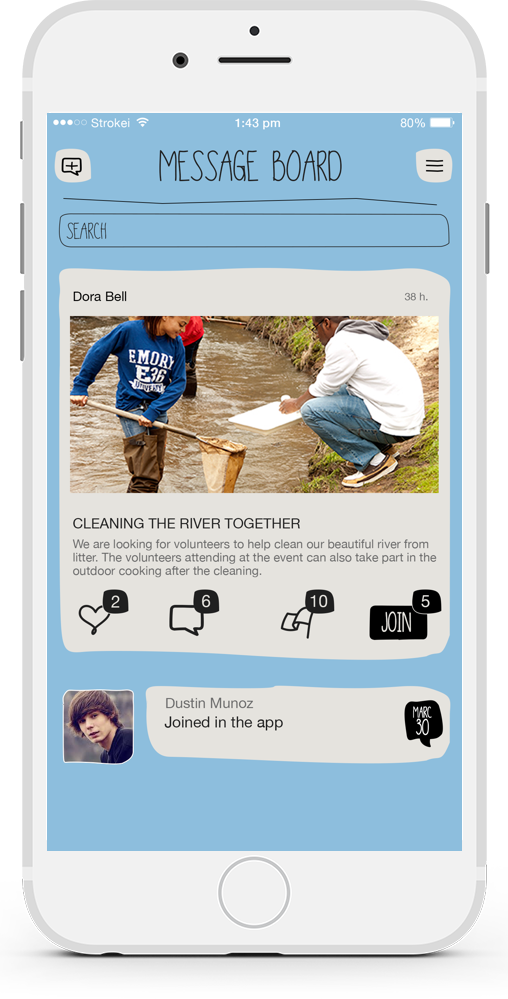 Strokei
1:43 pm
80%
MESSAGE BOARD
SEARCH
Dora Bell
38 h.
EMORY
E36
CLEANING THE RIVER TOGETHER
We are looking for volunteers to help clean our beautiful river from
litter. The volunteers attending at the event can also take part in the
outdoor cooking after the cleaning.
2
6
10
JOIN
5
Dustin Munoz
Joined in the app
MARC
30